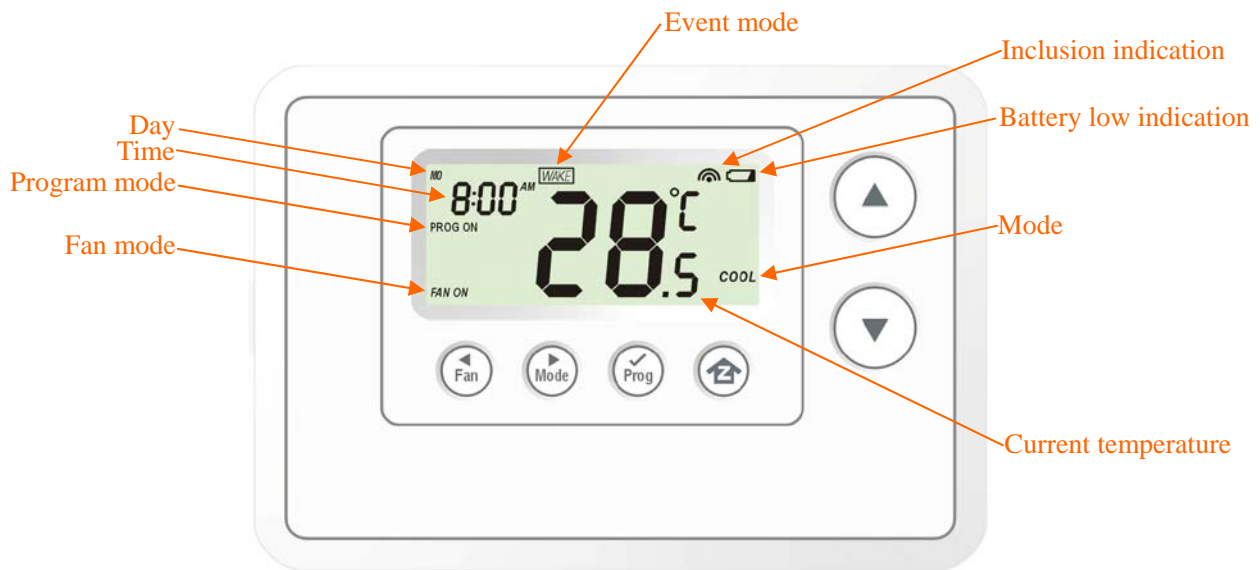 Event mode
Inclusion indication
Day
Battery low indication
Time
Program mode
Fan mode
Mode
Current temperature
MO
WAKE
8:00 AM
28.5 °C
PROG ON
COOL
FAN ON
Fan
Mode
Prog
Z